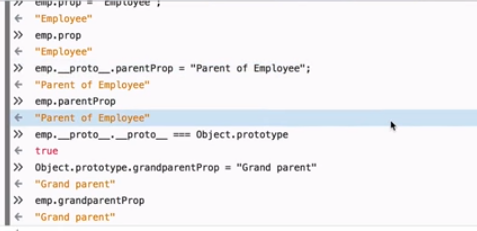 » emp.prop = "Employee";
← "Employee"
» emp.prop
← "Employee"
» emp.__proto__.parentProp = "Parent of Employee";
← "Parent of Employee"
» emp.parentProp
← "Parent of Employee"
» emp.__proto__.__proto__ === Object.prototype
← true
» Object.prototype.grandparentProp = "Grand parent"
← "Grand parent"
» emp.grandparentProp
← "Grand parent"